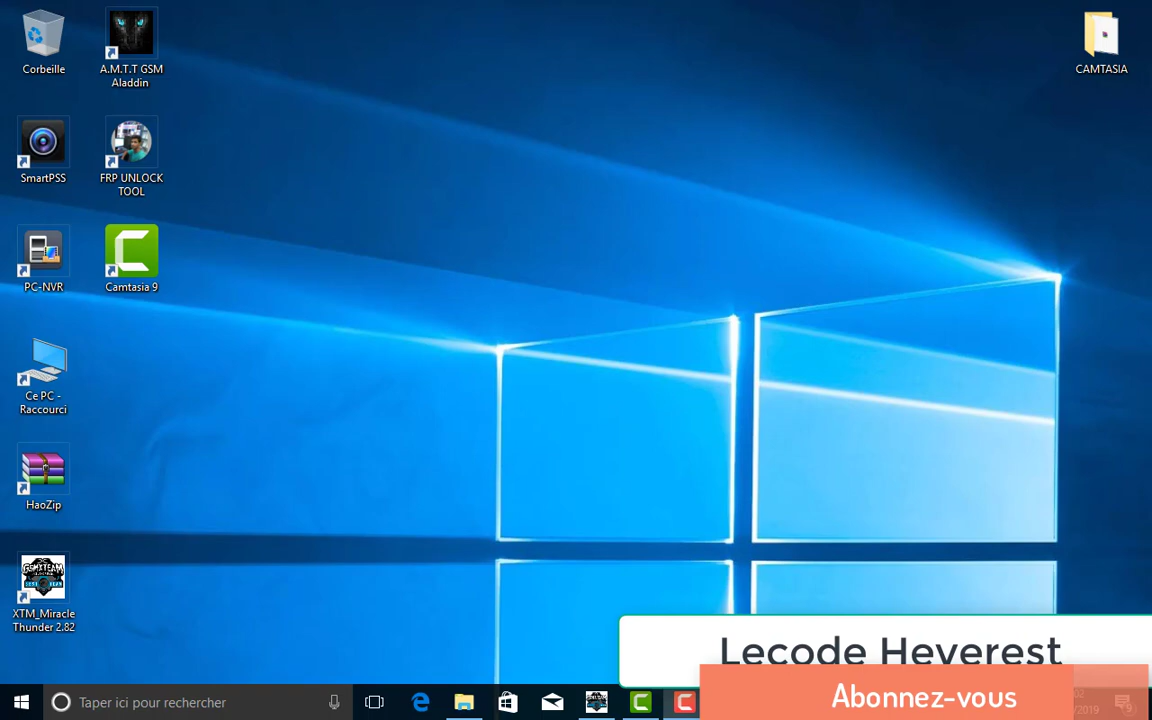 Corbeille
A.M.T.T GSM
Aladdin
CAMTASIA
SmartPSS
FRP UNLOCK
TOOL
PC-NVR
Camtasia 9
Ce PC -
Raccourci
HaoZip
GSMXTEAM
XTM_Miracle
Thunder 2.82
Lecode Heverest
Abonnez-vous
Taper ici pour rechercher